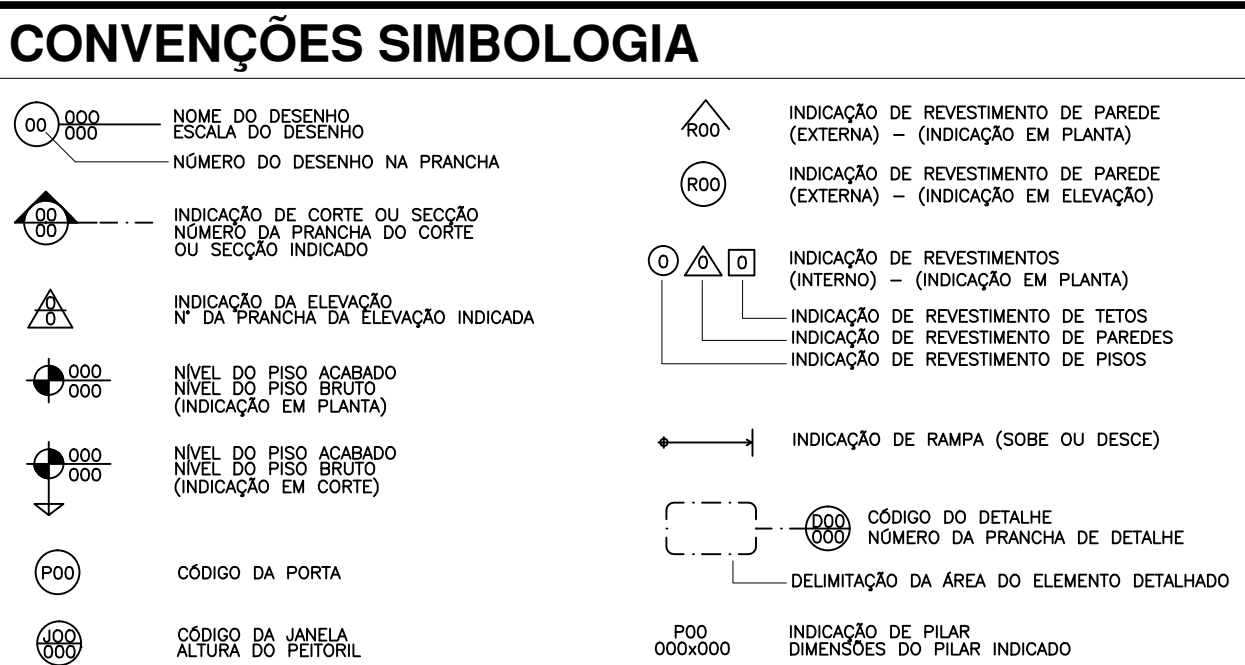 CONVENÇÕES SIMBOLOGIA
00
000
000
NOME DO DESENHO
ESCALA DO DESENHO
NÚMERO DO DESENHO NA PRANCHA
00
00
INDICAÇÃO DE CORTE OU SECÇÃO
NÚMERO DA PRANCHA DO CORTE
OU SECÇÃO INDICADO
0
0
INDICAÇÃO DA ELEVAÇÃO
N° DA PRANCHA DA ELEVAÇÃO INDICADA
000
000
NÍVEL DO PISO ACABADO
NÍVEL DO PISO BRUTO
(INDICAÇÃO EM PLANTA)
000
000
NÍVEL DO PISO ACABADO
NÍVEL DO PISO BRUTO
(INDICAÇÃO EM CORTE)
P00
CÓDIGO DA PORTA
J00
000
CÓDIGO DA JANELA
ALTURA DO PEITORIL
R00
INDICAÇÃO DE REVESTIMENTO DE PAREDE
(EXTERNA) – (INDICAÇÃO EM PLANTA)
R00
INDICAÇÃO DE REVESTIMENTO DE PAREDE
(EXTERNA) – (INDICAÇÃO EM ELEVAÇÃO)
0 0 0
INDICAÇÃO DE REVESTIMENTOS
(INTERNO) – (INDICAÇÃO EM PLANTA)
INDICAÇÃO DE REVESTIMENTO DE TETOS
INDICAÇÃO DE REVESTIMENTO DE PAREDES
INDICAÇÃO DE REVESTIMENTO DE PISOS
INDICAÇÃO DE RAMPA (SOBE OU DESCE)
D00
000
CÓDIGO DO DETALHE
NÚMERO DA PRANCHA DE DETALHE
DELIMITAÇÃO DA ÁREA DO ELEMENTO DETALHADO
P00
000x000
INDICAÇÃO DE PILAR
DIMENSÕES DO PILAR INDICADO